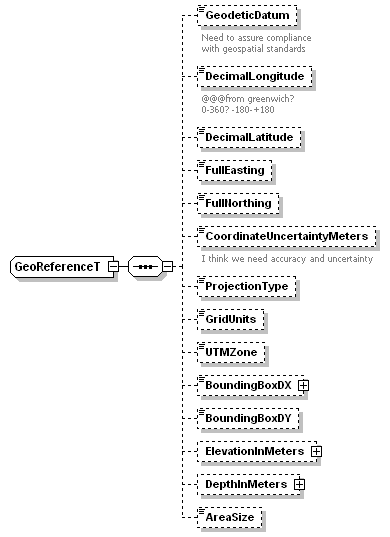 GeodeticDatum
Need to assure compliance
with geospatial standards
DecimalLongitude
@@@from greenwich?
0-360? -180-+180
DecimalLatitude
FullEasting
FullNorthing
CoordinateUncertaintyMeters
I think we need accuracy and uncertainty
GeoReferenceT
ProjectionType
GridUnits
UTMZone
BoundingBoxDX
BoundingBoxDY
ElevationInMeters
DepthInMeters
AreaSize